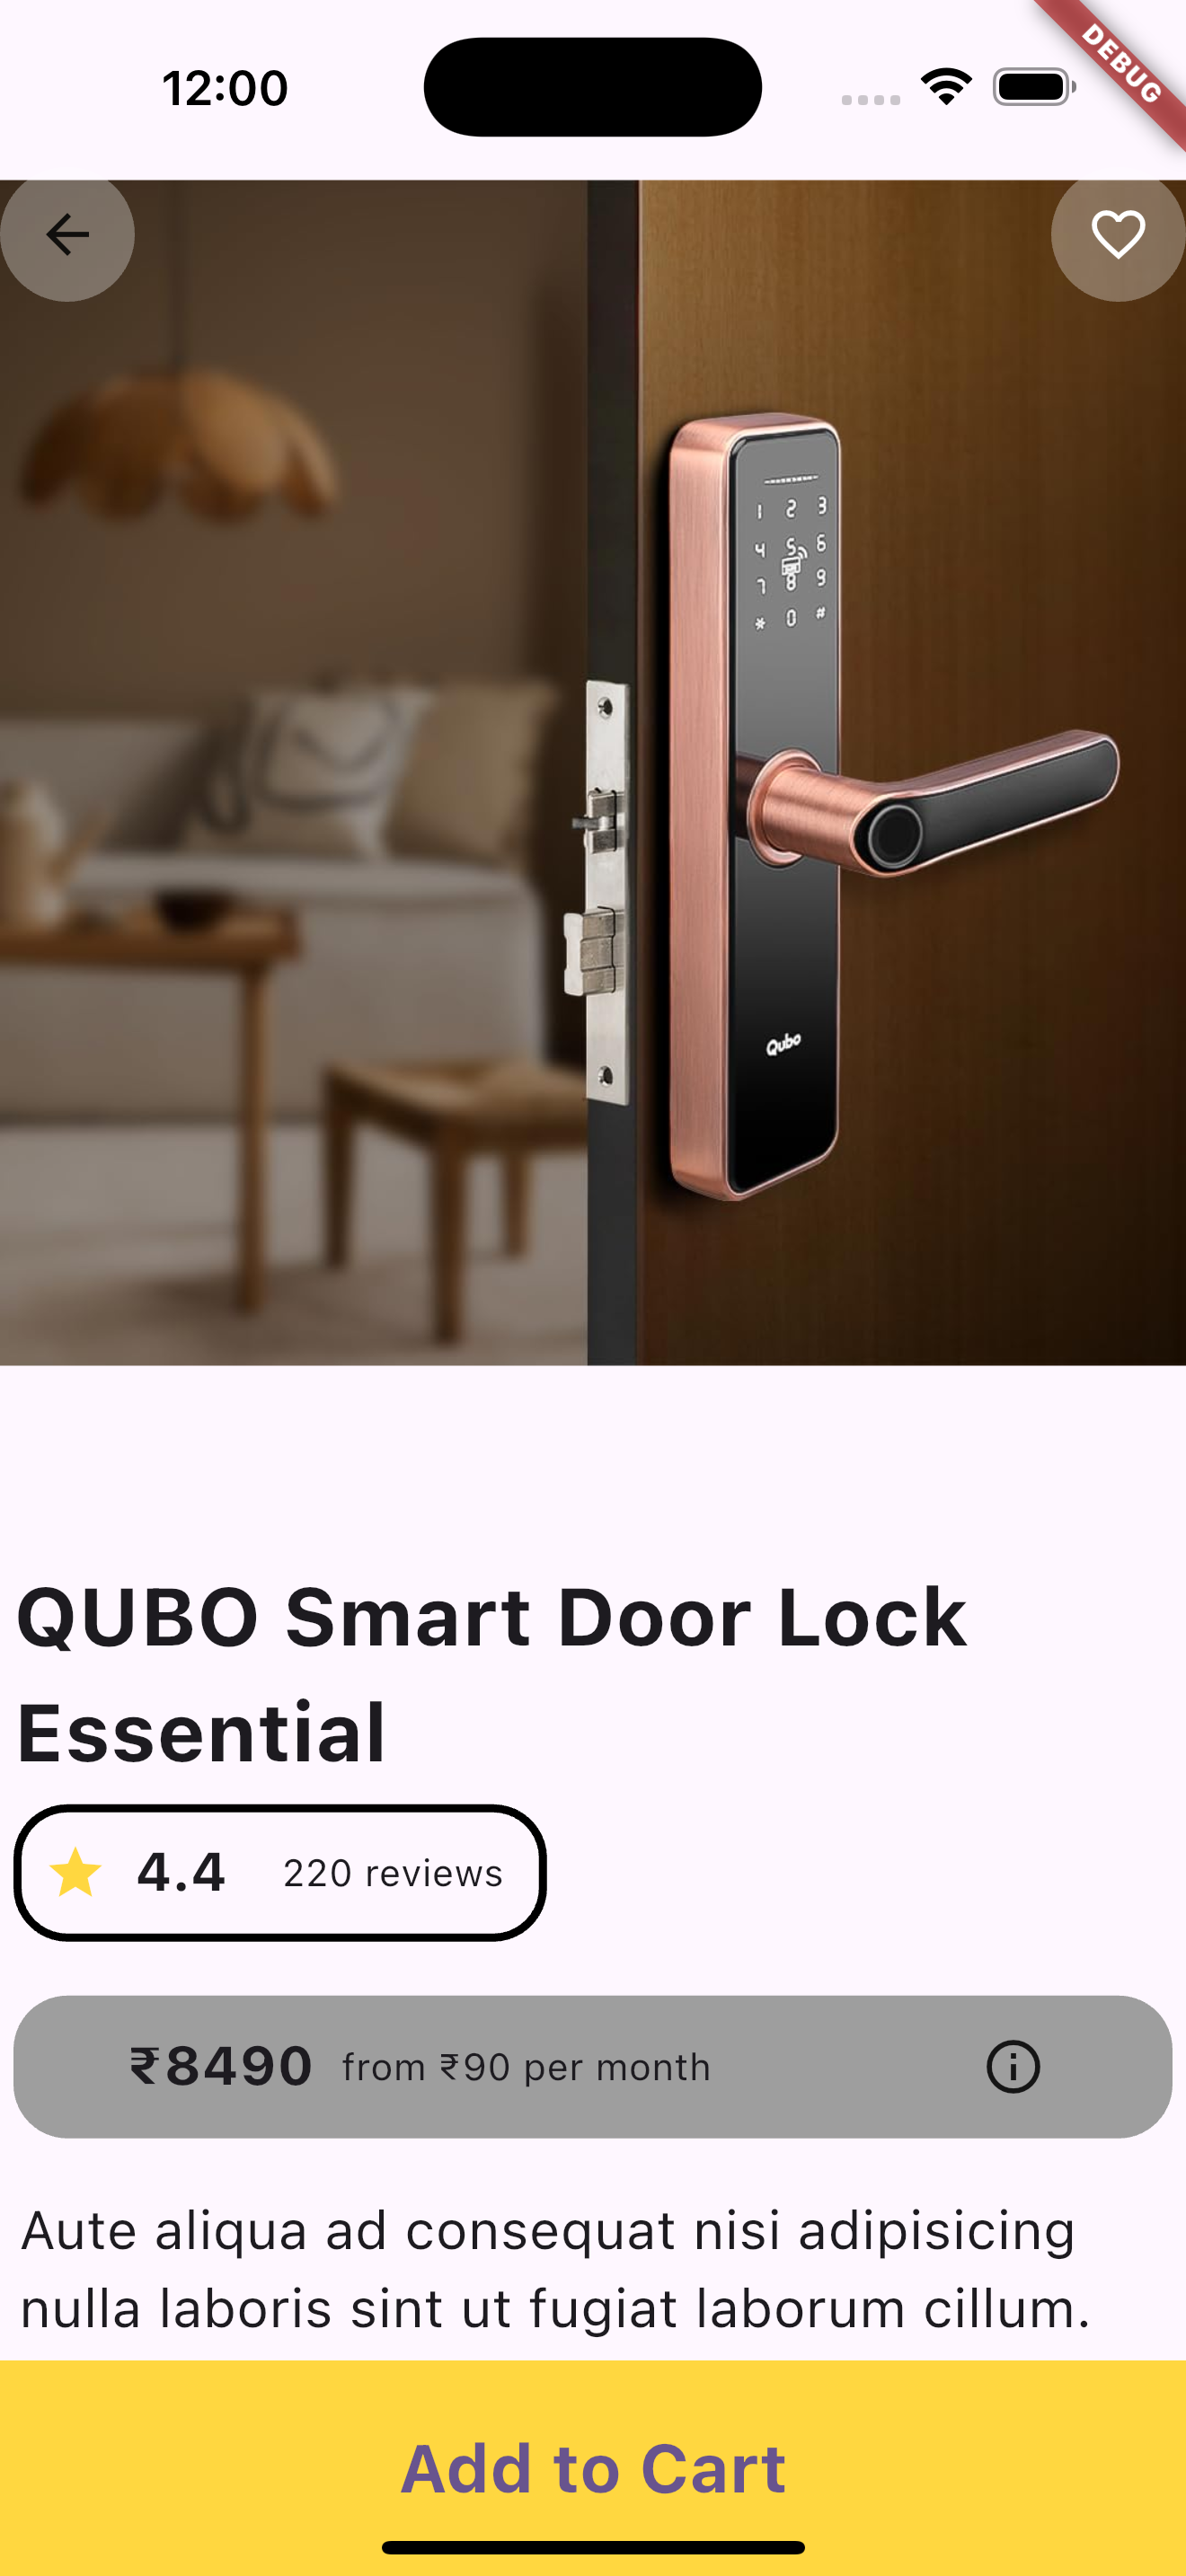 12:00
DEBUG
1 2 3
4 5 6
7 8 9
* 0 #
Qubo
QUBO Smart Door Lock
Essential
4.4 220 reviews
₹8490 from ₹90 per month
Aute aliqua ad consequat nisi adipisicing
nulla laboris sint ut fugiat laborum cillum.
Add to Cart